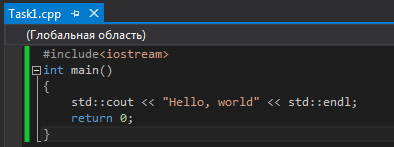 Task1.cpp
(Глобальная область)
#include<iostream>
int main()
{
    std::cout << "Hello, world" << std::endl;
    return 0;
}